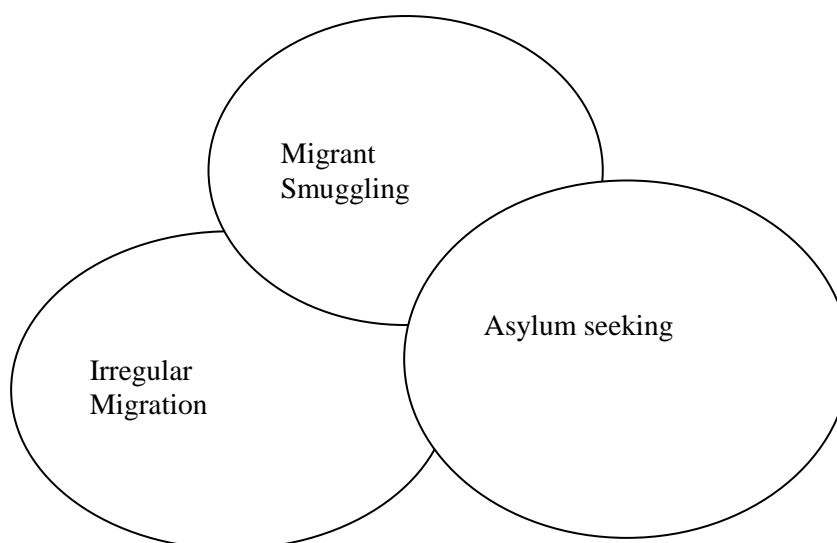 Migrant
Smuggling
Asylum seeking
Irregular
Migration